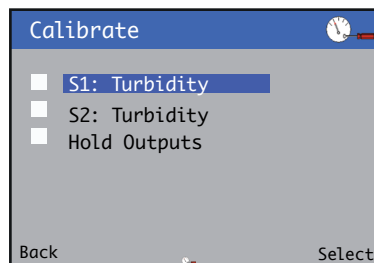 Calibrate
S1: Turbidity
S2: Turbidity
Hold Outputs
Back Select